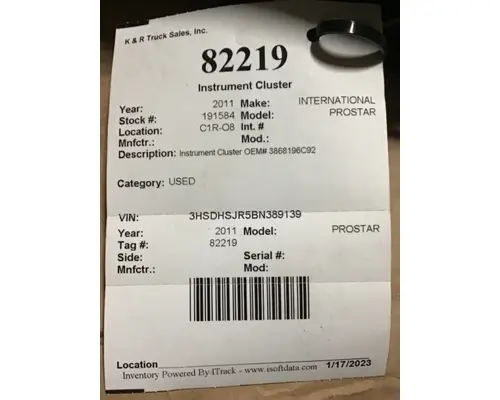 K & R Truck Sales, Inc.
82219
Instrument Cluster
Year: 2011 Make: INTERNATIONAL
Stock #: 191584 Model: PROSTAR
Location: C1R-O8 Int. #
Mnfctr.: Mod.:
Description: Instrument Cluster OEM# 3868196C92
Category: USED
VIN: 3HSDHSJR5BN389139
Year: 2011 Model: PROSTAR
Tag #: 82219
Side: Serial #:
Mnfctr.: Mod:
Location
Inventory Powered By ITrack - www.isoftdata.com 1/17/2023